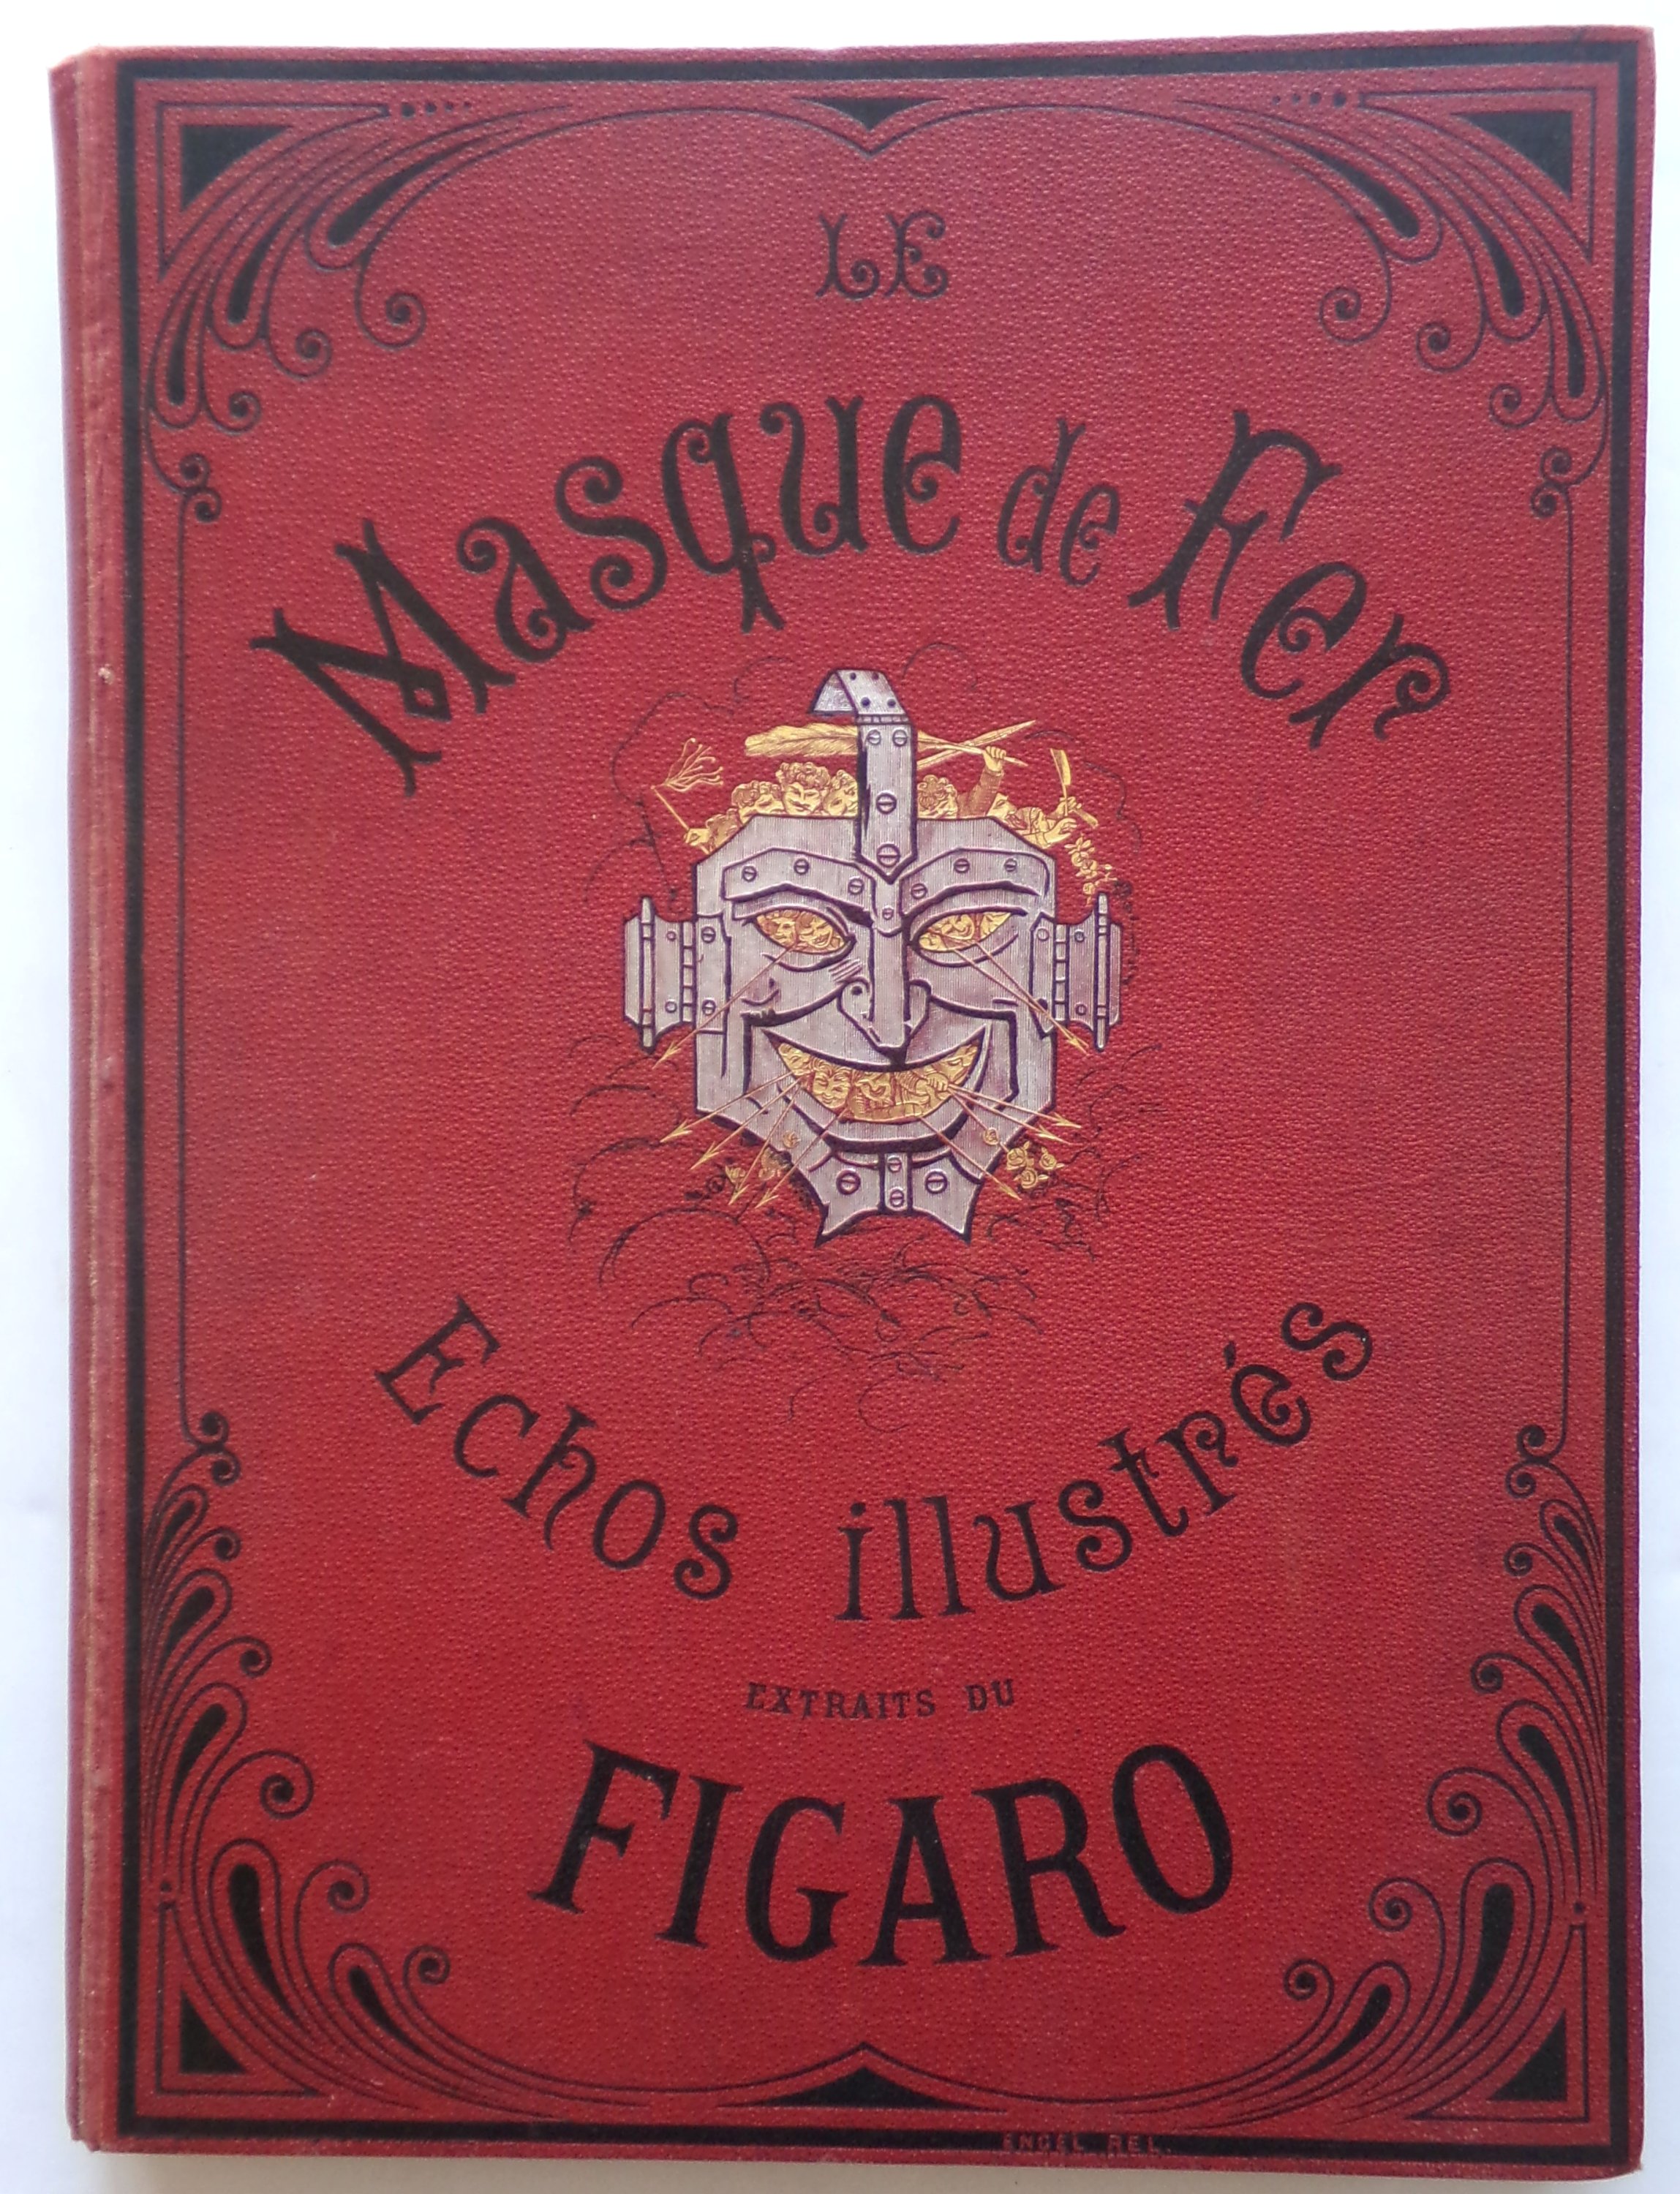 LE
Masque de Fer
Echos illustrés
EXTRAITS DU
FIGARO
ENGEL REL.